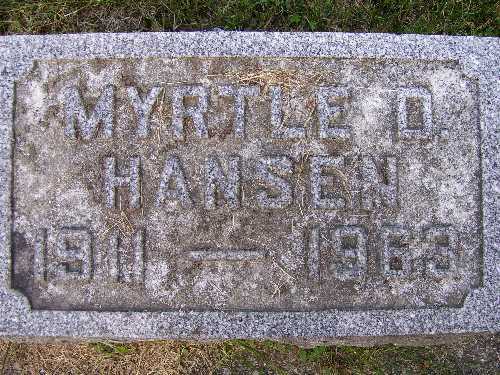 MYRTLE D.
HANSEN
1911 — 1963